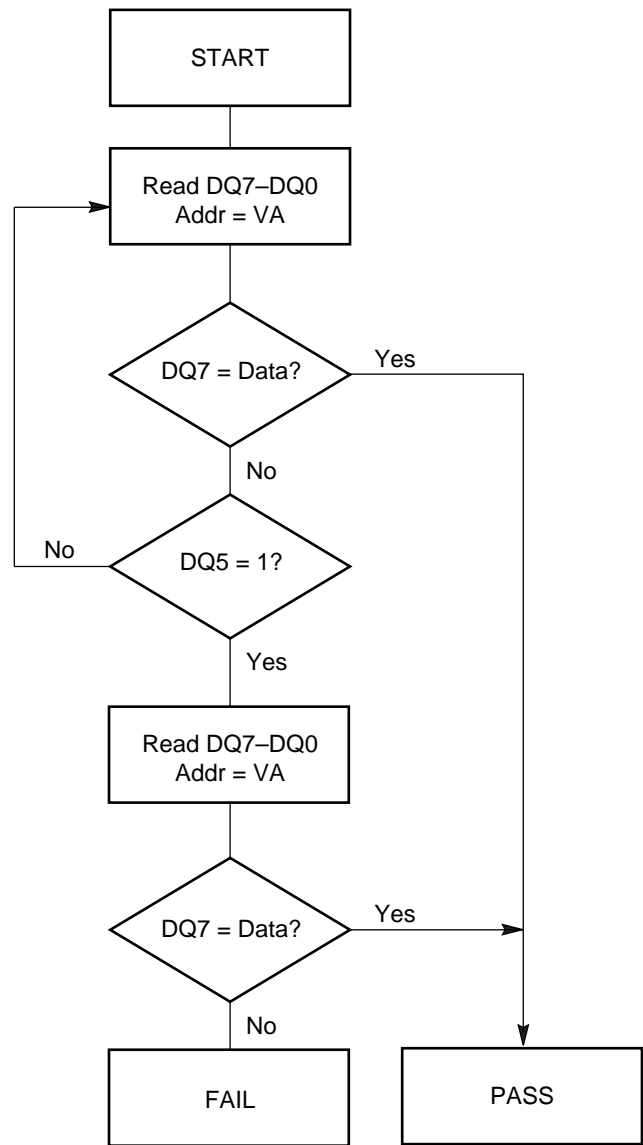 START
Read DQ7–DQ0
Addr = VA
DQ7 = Data?
Yes
No
No
DQ5 = 1?
Yes
Read DQ7–DQ0
Addr = VA
DQ7 = Data?
Yes
No
FAIL
PASS